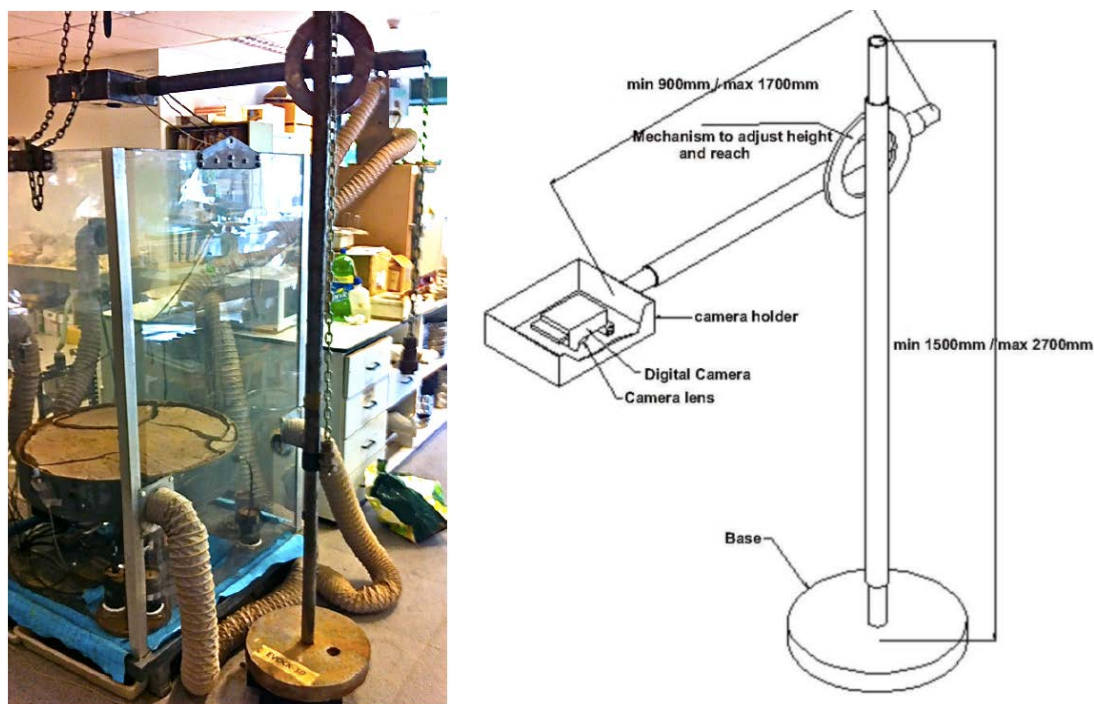 min 900mm / max 1700mm
Mechanism to adjust height
and reach
camera holder
min 1500mm / max 2700mm
Digital Camera
Camera lens
Base